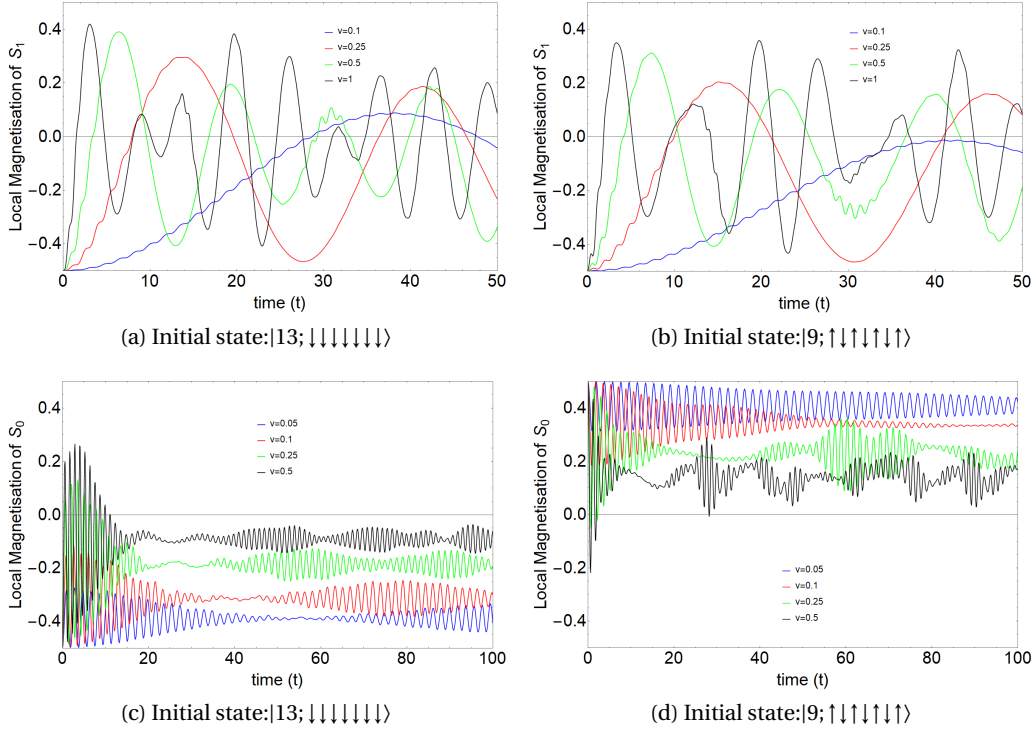 Local Magnetisation of S₁
0.4
0.2
0.0
−0.2
−0.4
v=0.1
v=0.25
v=0.5
v=1
0 10 20 30 40 50
time (t)
(a) Initial state:|13;↓↓↓↓↓↓↓⟩
Local Magnetisation of S₁
0.4
0.2
0.0
−0.2
−0.4
v=0.1
v=0.25
v=0.5
v=1
0 10 20 30 40 50
time (t)
(b) Initial state:|9;↑↓↑↓↑↓↑⟩
Local Magnetisation of S₀
0.4
0.2
0.0
−0.2
−0.4
v=0.05
v=0.1
v=0.25
v=0.5
0 20 40 60 80 100
time (t)
(c) Initial state:|13;↓↓↓↓↓↓↓⟩
Local Magnetisation of S₀
0.4
0.2
0.0
−0.2
−0.4
v=0.05
v=0.1
v=0.25
v=0.5
0 20 40 60 80 100
time (t)
(d) Initial state:|9;↑↓↑↓↑↓↑⟩